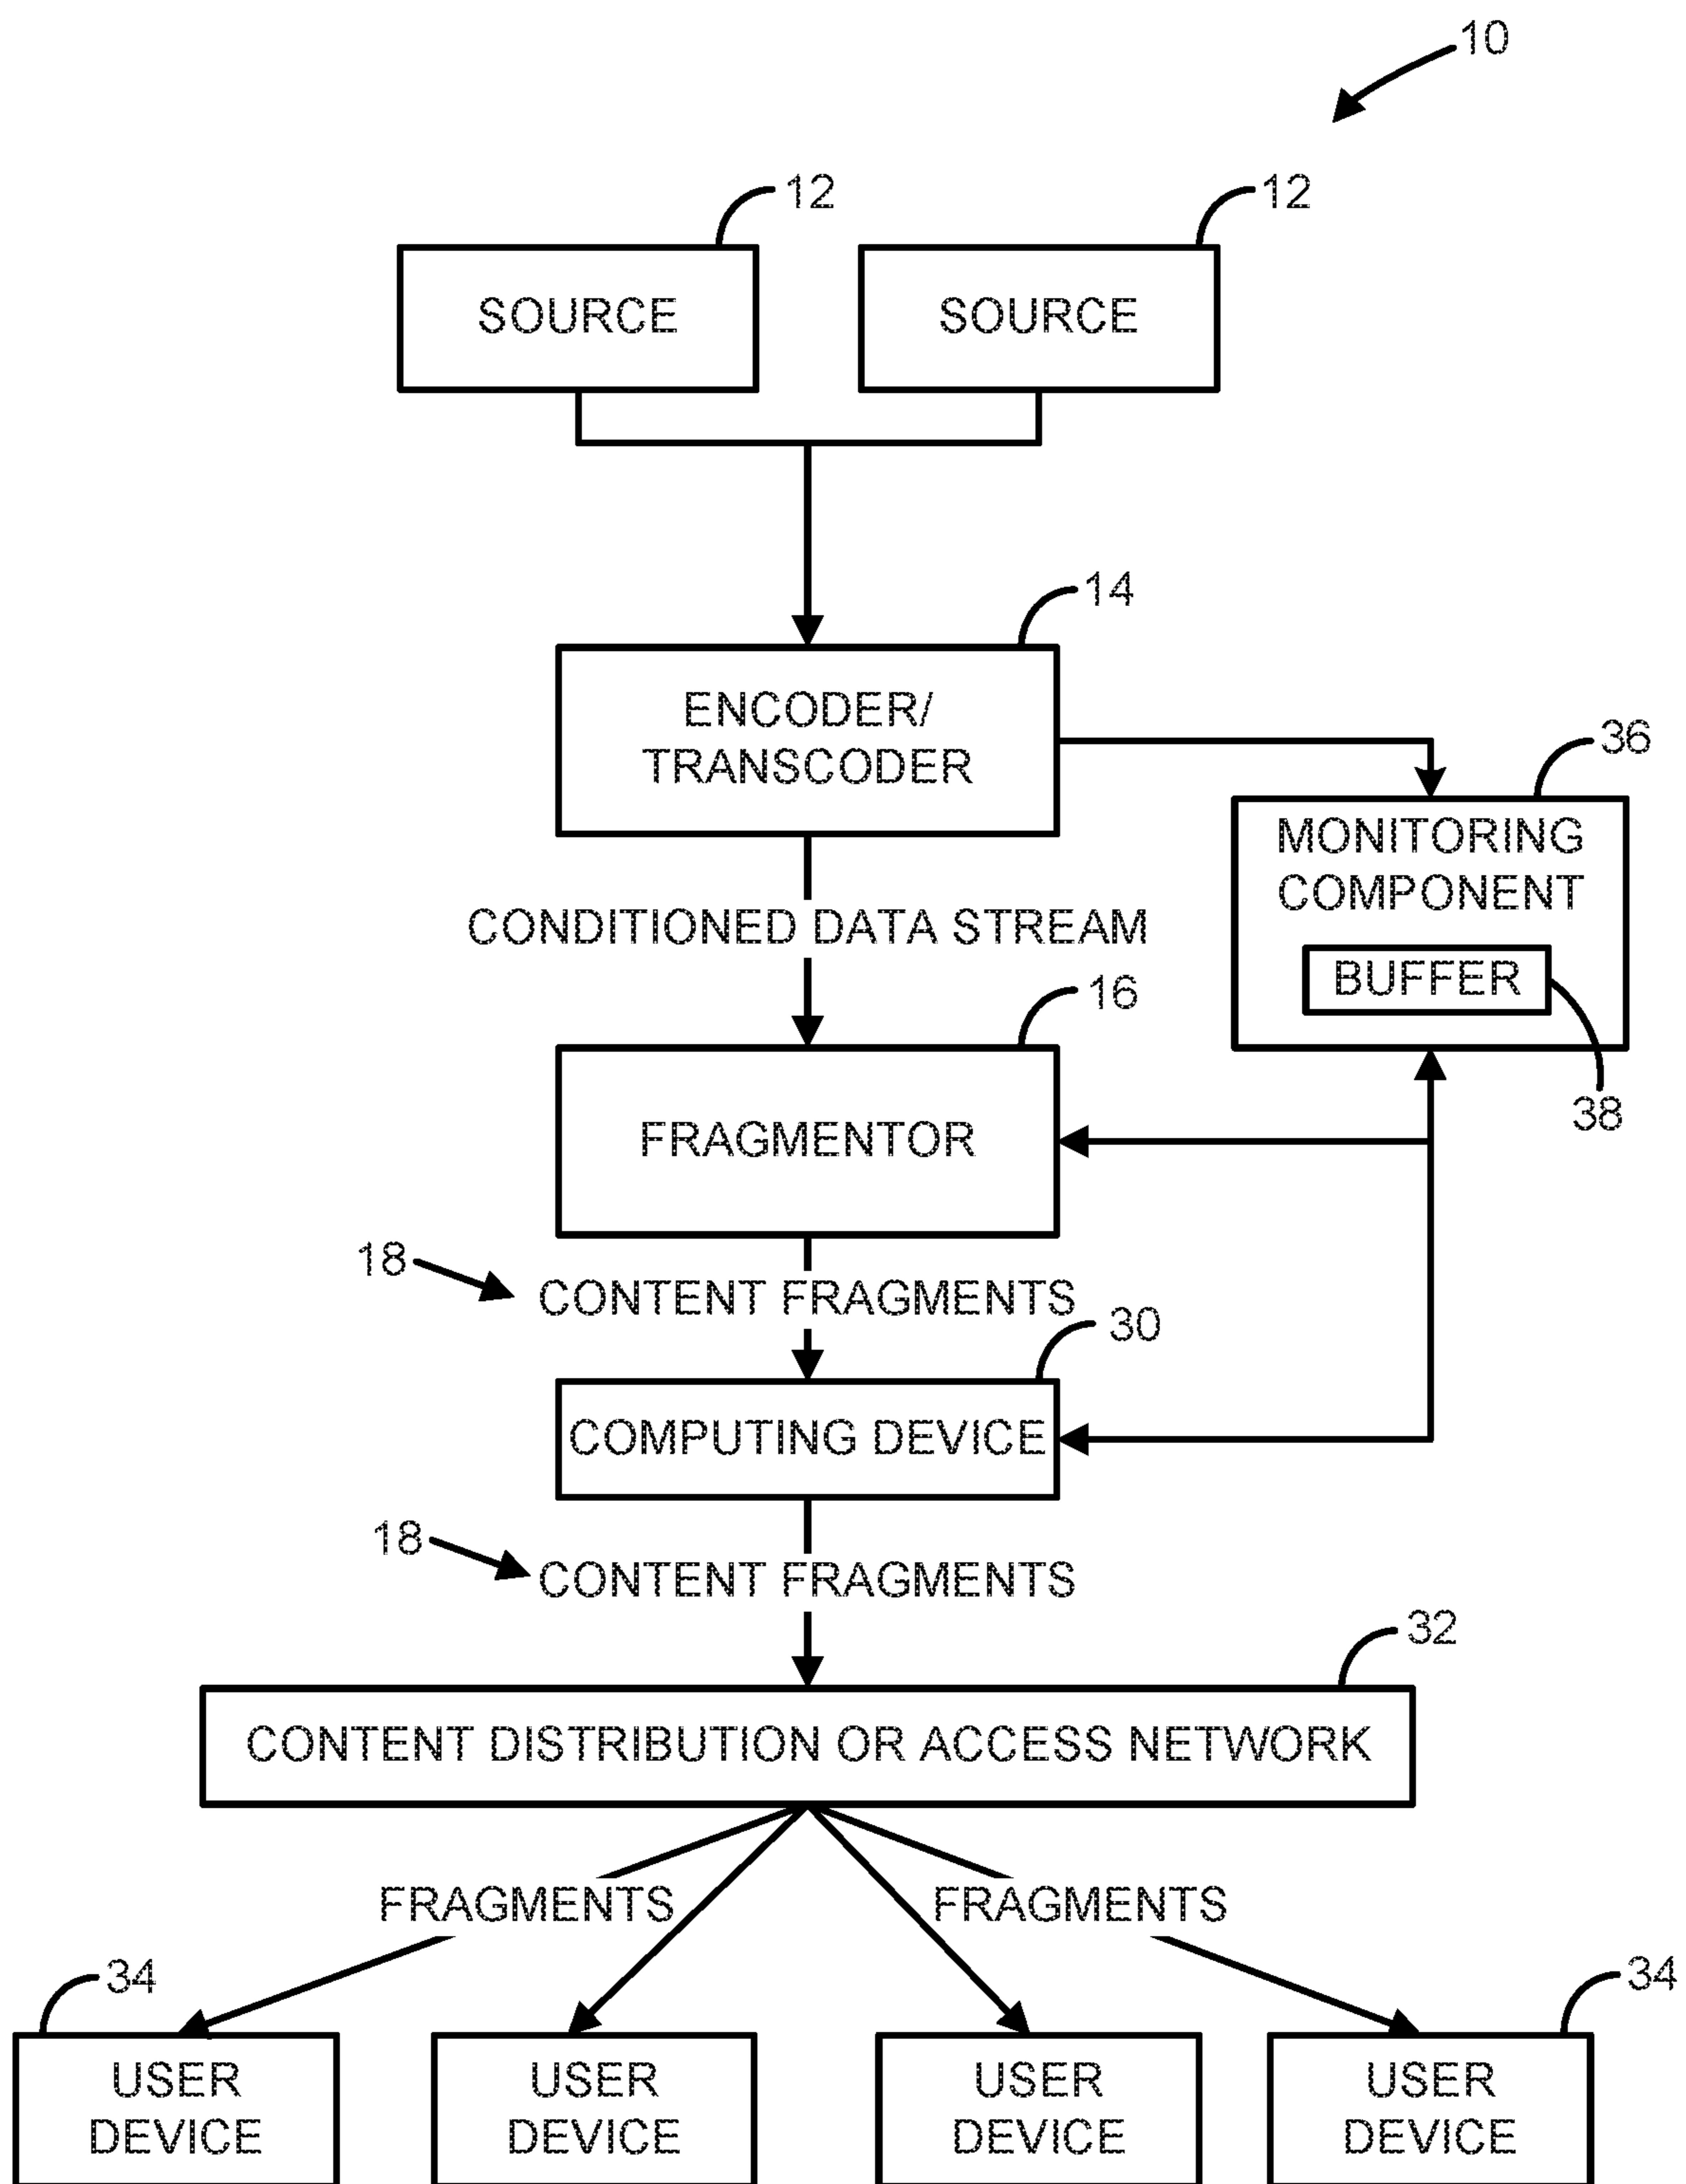 10
12
12
SOURCE
SOURCE
14
ENCODER/
TRANSCODER
36
MONITORING
COMPONENT
BUFFER
38
CONDITIONED DATA STREAM
16
FRAGMENTOR
18
CONTENT FRAGMENTS
30
COMPUTING DEVICE
18
CONTENT FRAGMENTS
32
CONTENT DISTRIBUTION OR ACCESS NETWORK
FRAGMENTS
FRAGMENTS
34
34
USER
DEVICE
USER
DEVICE
USER
DEVICE
USER
DEVICE